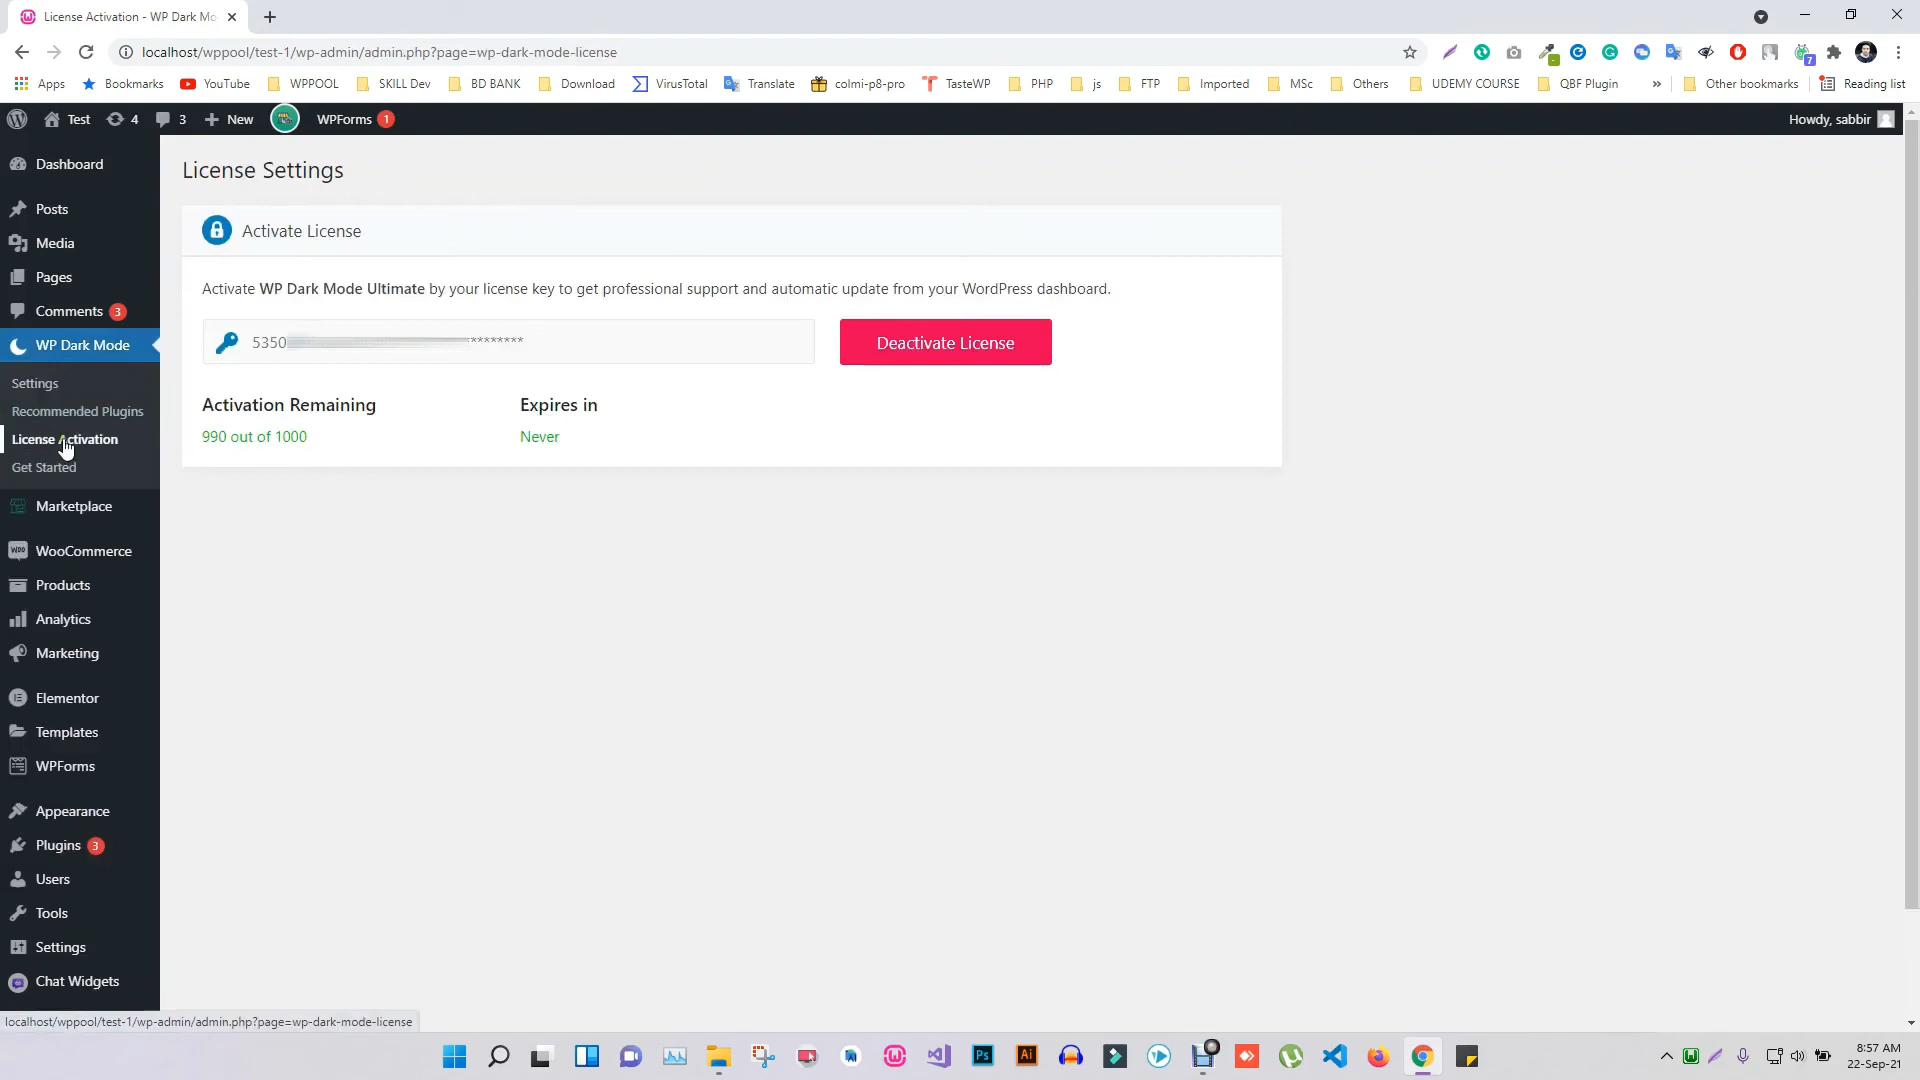 License Activation - WP Dark Mo
localhost/wppool/test-1/wp-admin/admin.php?page=wp-dark-mode-license
7
Apps Bookmarks YouTube WPPOOL SKILL Dev BD BANK Download VirusTotal Translate colmi-p8-pro TasteWP PHP js FTP Imported MSc Others UDEMY COURSE QBF Plugin » Other bookmarks Reading list
Test 4 3 New WPForms 1 Howdy, sabbir
Dashboard
Posts
Media
Pages
Comments 3
WP Dark Mode
Settings
Recommended Plugins
License Activation
Get Started
Marketplace
WooCommerce
Products
Analytics
Marketing
Elementor
Templates
WPForms
Appearance
Plugins 3
Users
Tools
Settings
Chat Widgets
License Settings
Activate License
Activate WP Dark Mode Ultimate by your license key to get professional support and automatic update from your WordPress dashboard.
5350 ********
Deactivate License
Activation Remaining Expires in
990 out of 1000 Never
localhost/wppool/test-1/wp-admin/admin.php?page=wp-dark-mode-license
Ps Ai
8:57 AM
22-Sep-21